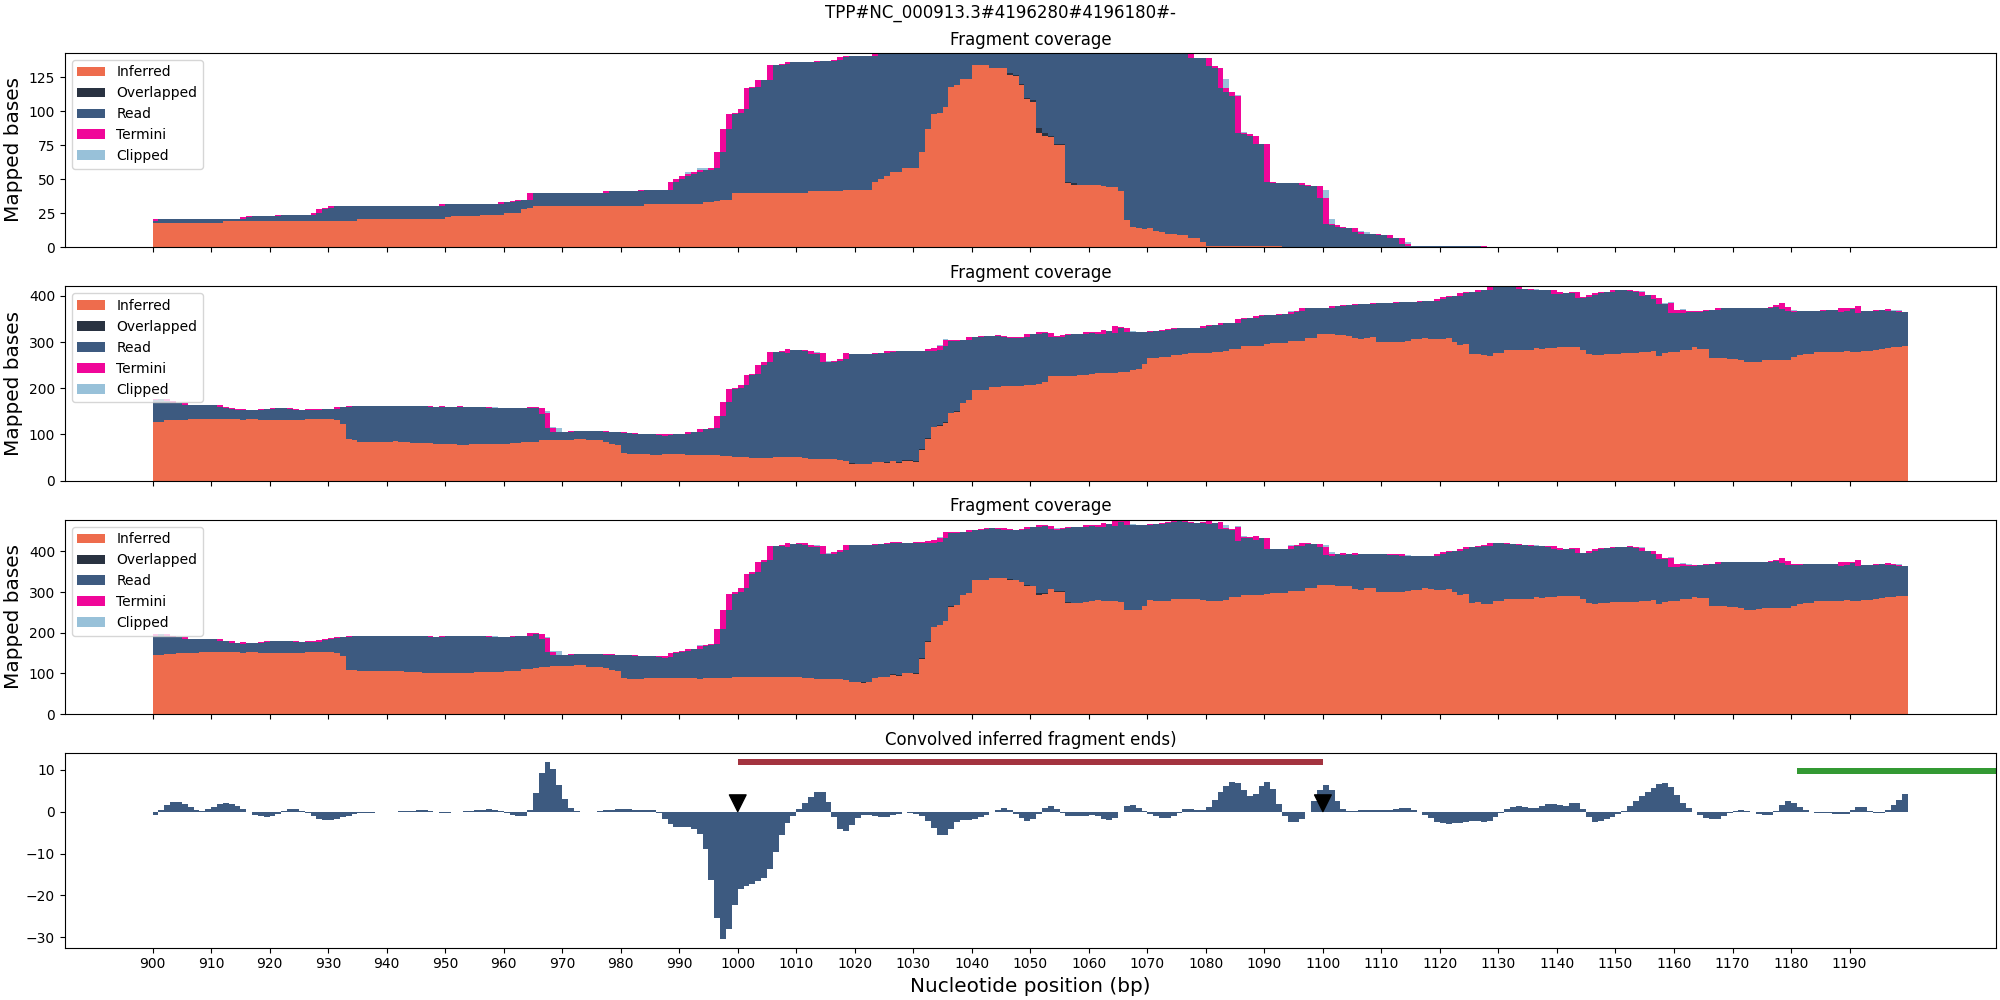 TPP#NC_000913.3#4196280#4196180#-
Fragment coverage
Mapped bases
125
100
75
50
25
0
Inferred
Overlapped
Read
Termini
Clipped
Fragment coverage
Mapped bases
400
300
200
100
0
Inferred
Overlapped
Read
Termini
Clipped
Fragment coverage
Mapped bases
400
300
200
100
0
Inferred
Overlapped
Read
Termini
Clipped
Convolved inferred fragment ends)
10
0
−10
−20
−30
900 910 920 930 940 950 960 970 980 990 1000 1010 1020 1030 1040 1050 1060 1070 1080 1090 1100 1110 1120 1130 1140 1150 1160 1170 1180 1190
Nucleotide position (bp)